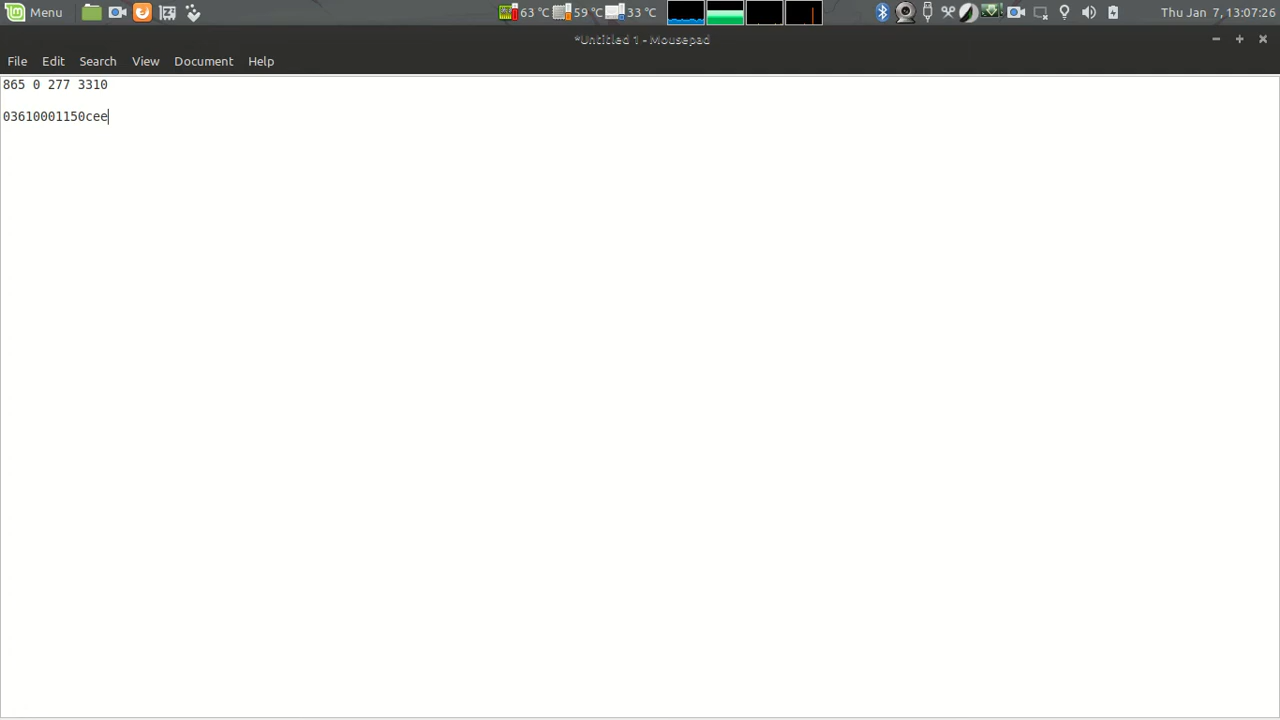 Menu 63 °C 59 °C 33 °C Thu Jan 7, 13:07:26
*Untitled 1 - Mousepad
File Edit Search View Document Help
865 0 277 3310
03610001150cee